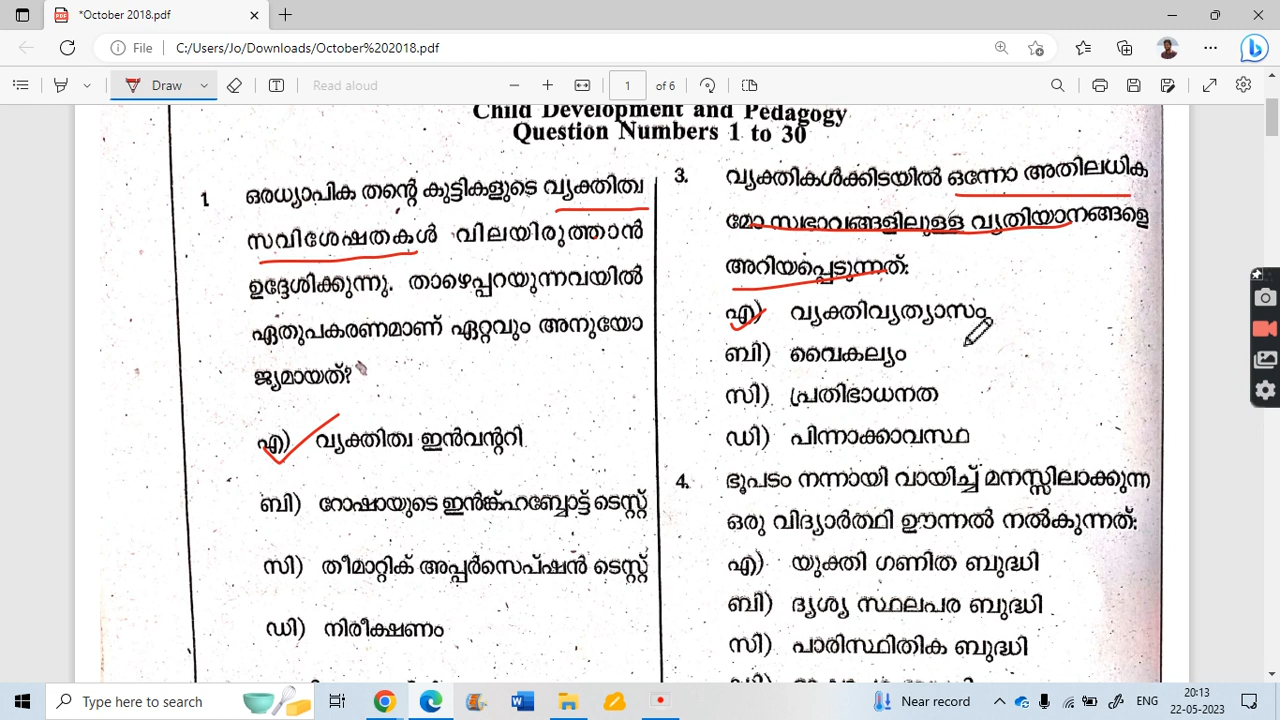 *October 2018.pdf
File
C:/Users/Jo/Downloads/October%202018.pdf
Draw
Read aloud
1
of 6
Child Development and Pedagogy
Question Numbers 1 to 30
1 ഒരധ്യാപിക തന്റെ കുട്ടികളുടെ വ്യക്തിത്വ
സവിശേഷതകൾ വിലയിരുത്താൻ
ഉദ്ദേശിക്കുന്നു. താഴെപ്പറയുന്നവയിൽ
ഏതുപകരണമാണ് ഏറ്റവും അനുയോ
ജ്യമായത്?
എ) വ്യക്തിത്വ ഇൻവന്ററി
ബി) റോഷായുടെ ഇൻങ്ഹബ്ബോട്ട് ടെസ്റ്റ്
സി) തീമാറ്റിക് അപ്പർസെപ്ഷൻ ടെസ്റ്റ്
ഡി) നിരീക്ഷണം
3. വ്യക്തികൾക്കിടയിൽ ഒന്നോ അതിലധിക
മോ സ്വഭാവങ്ങളിലുള്ള വ്യതിയാനങ്ങളെ
അറിയപ്പെടുന്നത്:
എ) വ്യക്തിവ്യത്യാസം
ബി) വൈകല്യം
സി) പ്രതിഭാധനത
ഡി) പിന്നാക്കാവസ്ഥ
4. ഭൂപടം നന്നായി വായിച്ച് മനസ്സിലാക്കുന്ന
ഒരു വിദ്യാർത്ഥി ഊന്നൽ നൽകുന്നത്:
എ) യുക്തി ഗണിത ബുദ്ധി
ബി) ദൃശ്യ സ്ഥലപര ബുദ്ധി
സി) പാരിസ്ഥിതിക ബുദ്ധി
Type here to search
Near record
ENG
20:13
22-05-2023